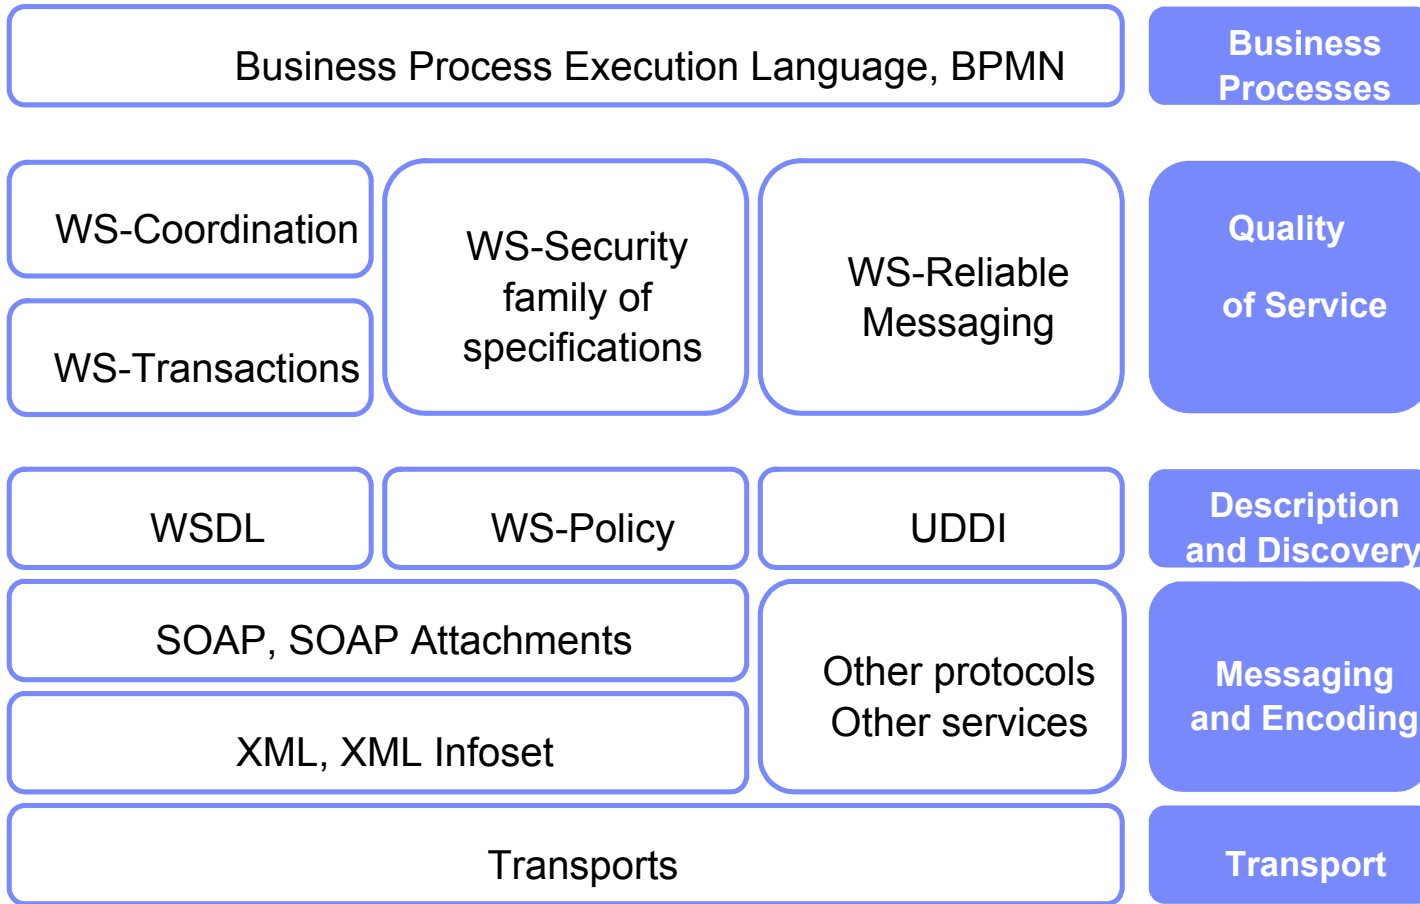 Business Process Execution Language, BPMN
Business
Processes
WS-Coordination
WS-Transactions
WS-Security
family of
specifications
WS-Reliable
Messaging
Quality
of Service
WSDL
WS-Policy
UDDI
Description
and Discovery
SOAP, SOAP Attachments
XML, XML Infoset
Other protocols
Other services
Messaging
and Encoding
Transports
Transport